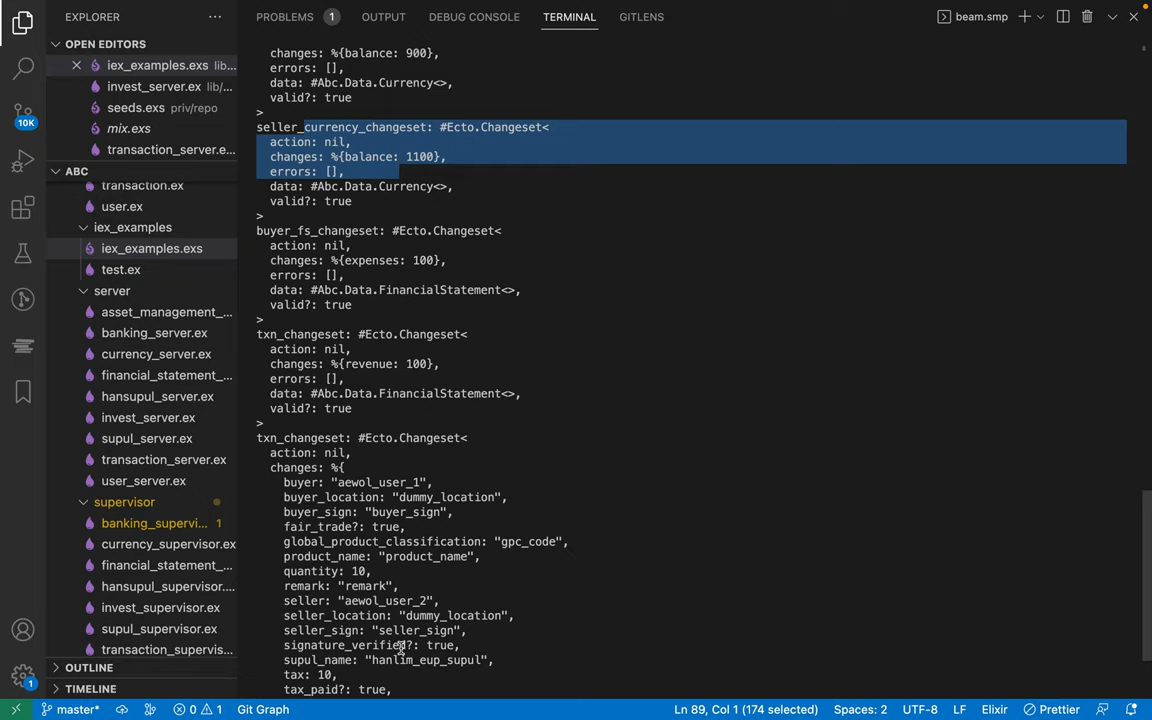 EXPLORER ···
PROBLEMS 1 OUTPUT DEBUG CONSOLE TERMINAL GITLENS beam.smp
OPEN EDITORS
iex_examples.exs lib...
invest_server.ex lib/...
seeds.exs priv/repo
mix.exs
transaction_server.e...
ABC
transaction.ex
user.ex
iex_examples
iex_examples.exs
test.ex
server
asset_management_...
banking_server.ex
currency_server.ex
financial_statement_...
hansupul_server.ex
invest_server.ex
supul_server.ex
transaction_server.ex
user_server.ex
supervisor
banking_supervi... 1
currency_supervisor.ex
financial_statement_...
hansupul_supervisor....
invest_supervisor.ex
supul_supervisor.ex
transaction_supervis...
OUTLINE
TIMELINE
10K
1
changes: %{balance: 900},
errors: [],
data: #Abc.Data.Currency<>,
valid?: true
>
seller_currency_changeset: #Ecto.Changeset<
action: nil,
changes: %{balance: 1100},
errors: [],
data: #Abc.Data.Currency<>,
valid?: true
>
buyer_fs_changeset: #Ecto.Changeset<
action: nil,
changes: %{expenses: 100},
errors: [],
data: #Abc.Data.FinancialStatement<>,
valid?: true
>
txn_changeset: #Ecto.Changeset<
action: nil,
changes: %{revenue: 100},
errors: [],
data: #Abc.Data.FinancialStatement<>,
valid?: true
>
txn_changeset: #Ecto.Changeset<
action: nil,
changes: %{
buyer: "aewol_user_1",
buyer_location: "dummy_location",
buyer_sign: "buyer_sign",
fair_trade?: true,
global_product_classification: "gpc_code",
product_name: "product_name",
quantity: 10,
remark: "remark",
seller: "aewol_user_2",
seller_location: "dummy_location",
seller_sign: "seller_sign",
signature_verified?: true,
supul_name: "hanlim_eup_supul",
tax: 10,
tax_paid?: true,
master* 0 1 Git Graph Ln 89, Col 1 (174 selected) Spaces: 2 UTF-8 LF Elixir Prettier